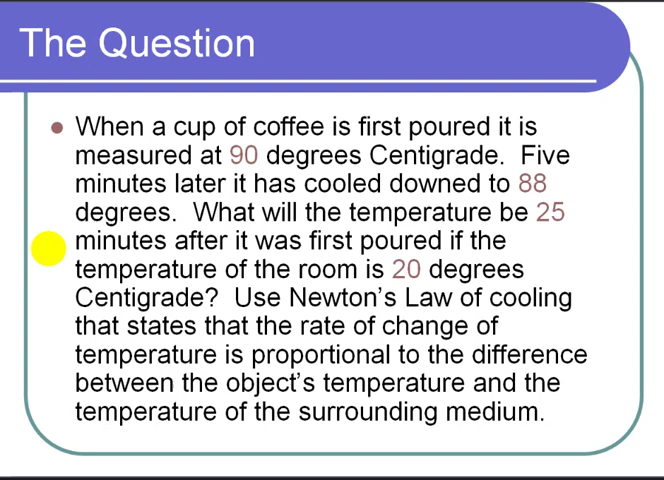 The Question
When a cup of coffee is first poured it is
measured at 90 degrees Centigrade. Five
minutes later it has cooled downed to 88
degrees. What will the temperature be 25
minutes after it was first poured if the
temperature of the room is 20 degrees
Centigrade? Use Newton's Law of cooling
that states that the rate of change of
temperature is proportional to the difference
between the object's temperature and the
temperature of the surrounding medium.